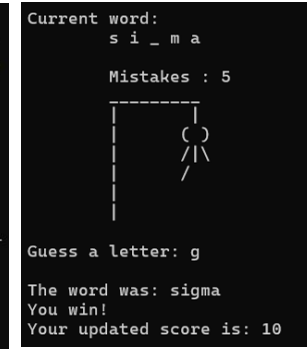 Current word:
s i _ m a
Mistakes : 5
Guess a letter: g
The word was: sigma
You win!
Your updated score is: 10